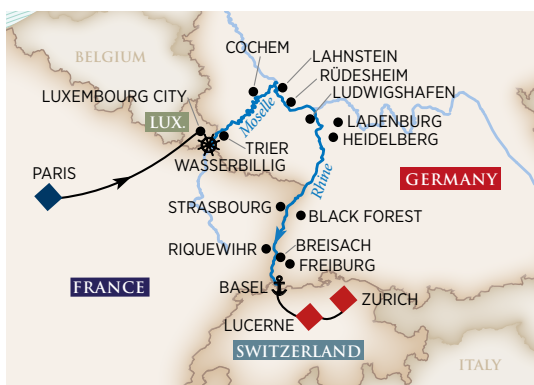 BELGIUM
COCHEM
LAHNSTEIN
RÜDESHEIM
LUDWIGSHAFEN
LUXEMBOURG CITY
LUX.
Moselle
LADENBURG
HEIDELBERG
TRIER
WASSERBILLIG
PARIS
Rhine
GERMANY
STRASBOURG
BLACK FOREST
RIQUEWIHR
BREISACH
FREIBURG
FRANCE
BASEL
ZURICH
LUCERNE
SWITZERLAND
ITALY